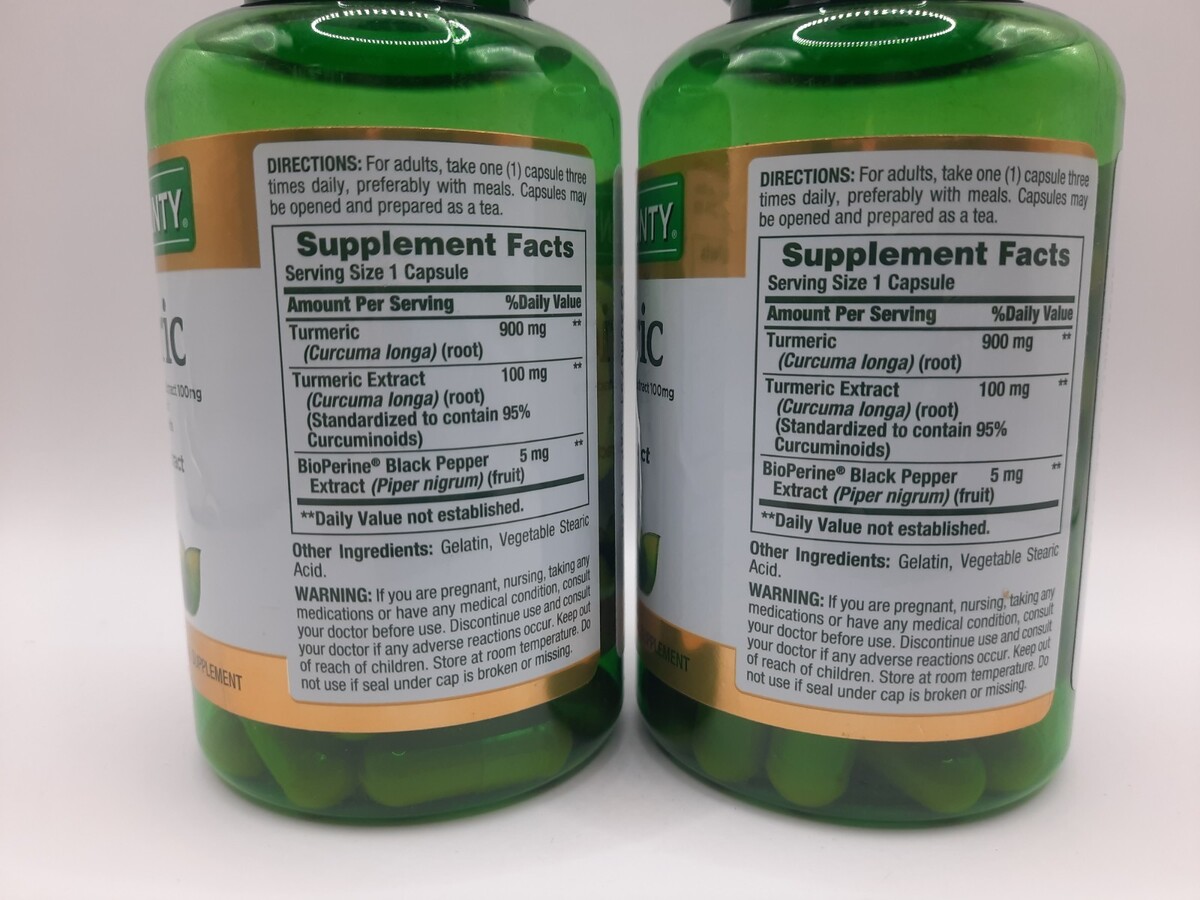 NTY®
ic
ract 100mg
ract
SUPPLEMENT
DIRECTIONS: For adults, take one (1) capsule three
times daily, preferably with meals. Capsules may
be opened and prepared as a tea.
Supplement Facts
Serving Size 1 Capsule
Amount Per Serving %Daily Value
Turmeric 900 mg **
(Curcuma longa) (root)
Turmeric Extract 100 mg **
(Curcuma longa) (root)
(Standardized to contain 95%
Curcuminoids)
BioPerine® Black Pepper 5 mg **
Extract (Piper nigrum) (fruit)
**Daily Value not established.
Other Ingredients: Gelatin, Vegetable Stearic
Acid.
WARNING: If you are pregnant, nursing, taking any
medications or have any medical condition, consult
your doctor before use. Discontinue use and consult
your doctor if any adverse reactions occur. Keep out
of reach of children. Store at room temperature. Do
not use if seal under cap is broken or missing.
NTY®
ic
ract 100mg
ct
PLEMENT
DIRECTIONS: For adults, take one (1) capsule three
times daily, preferably with meals. Capsules may
be opened and prepared as a tea.
Supplement Facts
Serving Size 1 Capsule
Amount Per Serving %Daily Value
Turmeric 900 mg **
(Curcuma longa) (root)
Turmeric Extract 100 mg **
(Curcuma longa) (root)
(Standardized to contain 95%
Curcuminoids)
BioPerine® Black Pepper 5 mg **
Extract (Piper nigrum) (fruit)
**Daily Value not established.
Other Ingredients: Gelatin, Vegetable Stearic
Acid.
WARNING: If you are pregnant, nursing, taking any
medications or have any medical condition, consult
your doctor before use. Discontinue use and consult
your doctor if any adverse reactions occur. Keep out
of reach of children. Store at room temperature. Do
not use if seal under cap is broken or missing.